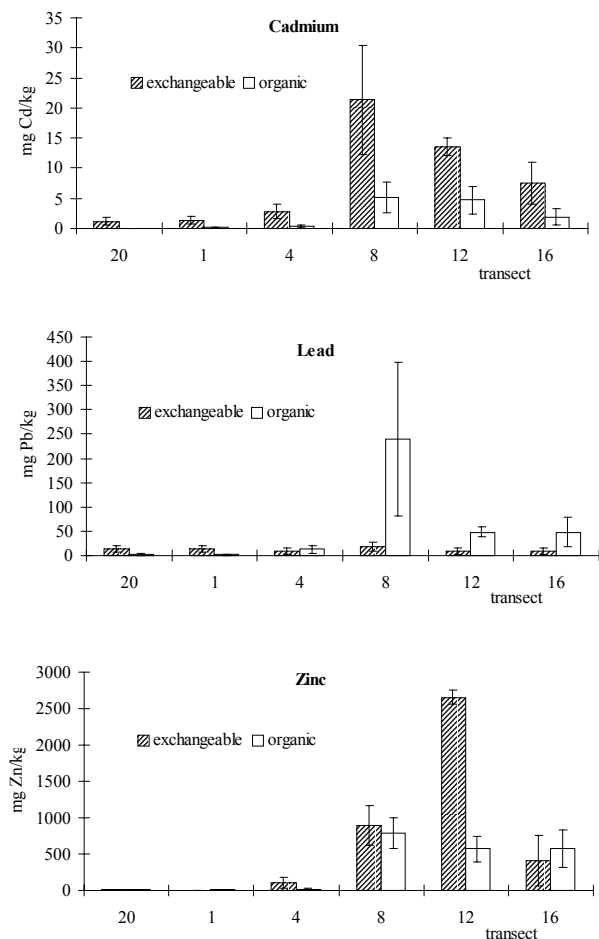 Cadmium
35
30
25
20
15
10
5
0
mg Cd/kg
exchangeable organic
20 1 4 8 12 16
transect
Lead
450
400
350
300
250
200
150
100
50
0
mg Pb/kg
exchangeable organic
20 1 4 8 12 16
transect
Zinc
3000
2500
2000
1500
1000
500
0
mg Zn/kg
exchangeable organic
20 1 4 8 12 16
transect